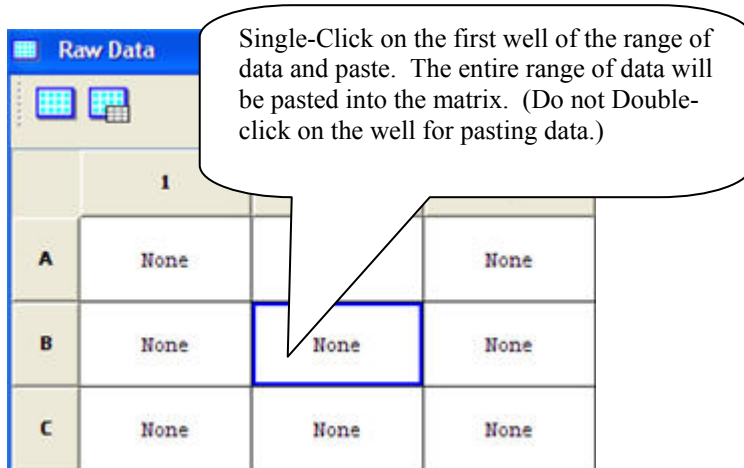 Raw Data
Single-Click on the first well of the range of
data and paste.  The entire range of data will
be pasted into the matrix.  (Do not Double-
click on the well for pasting data.)
1
A None None
B None None None
C None None None